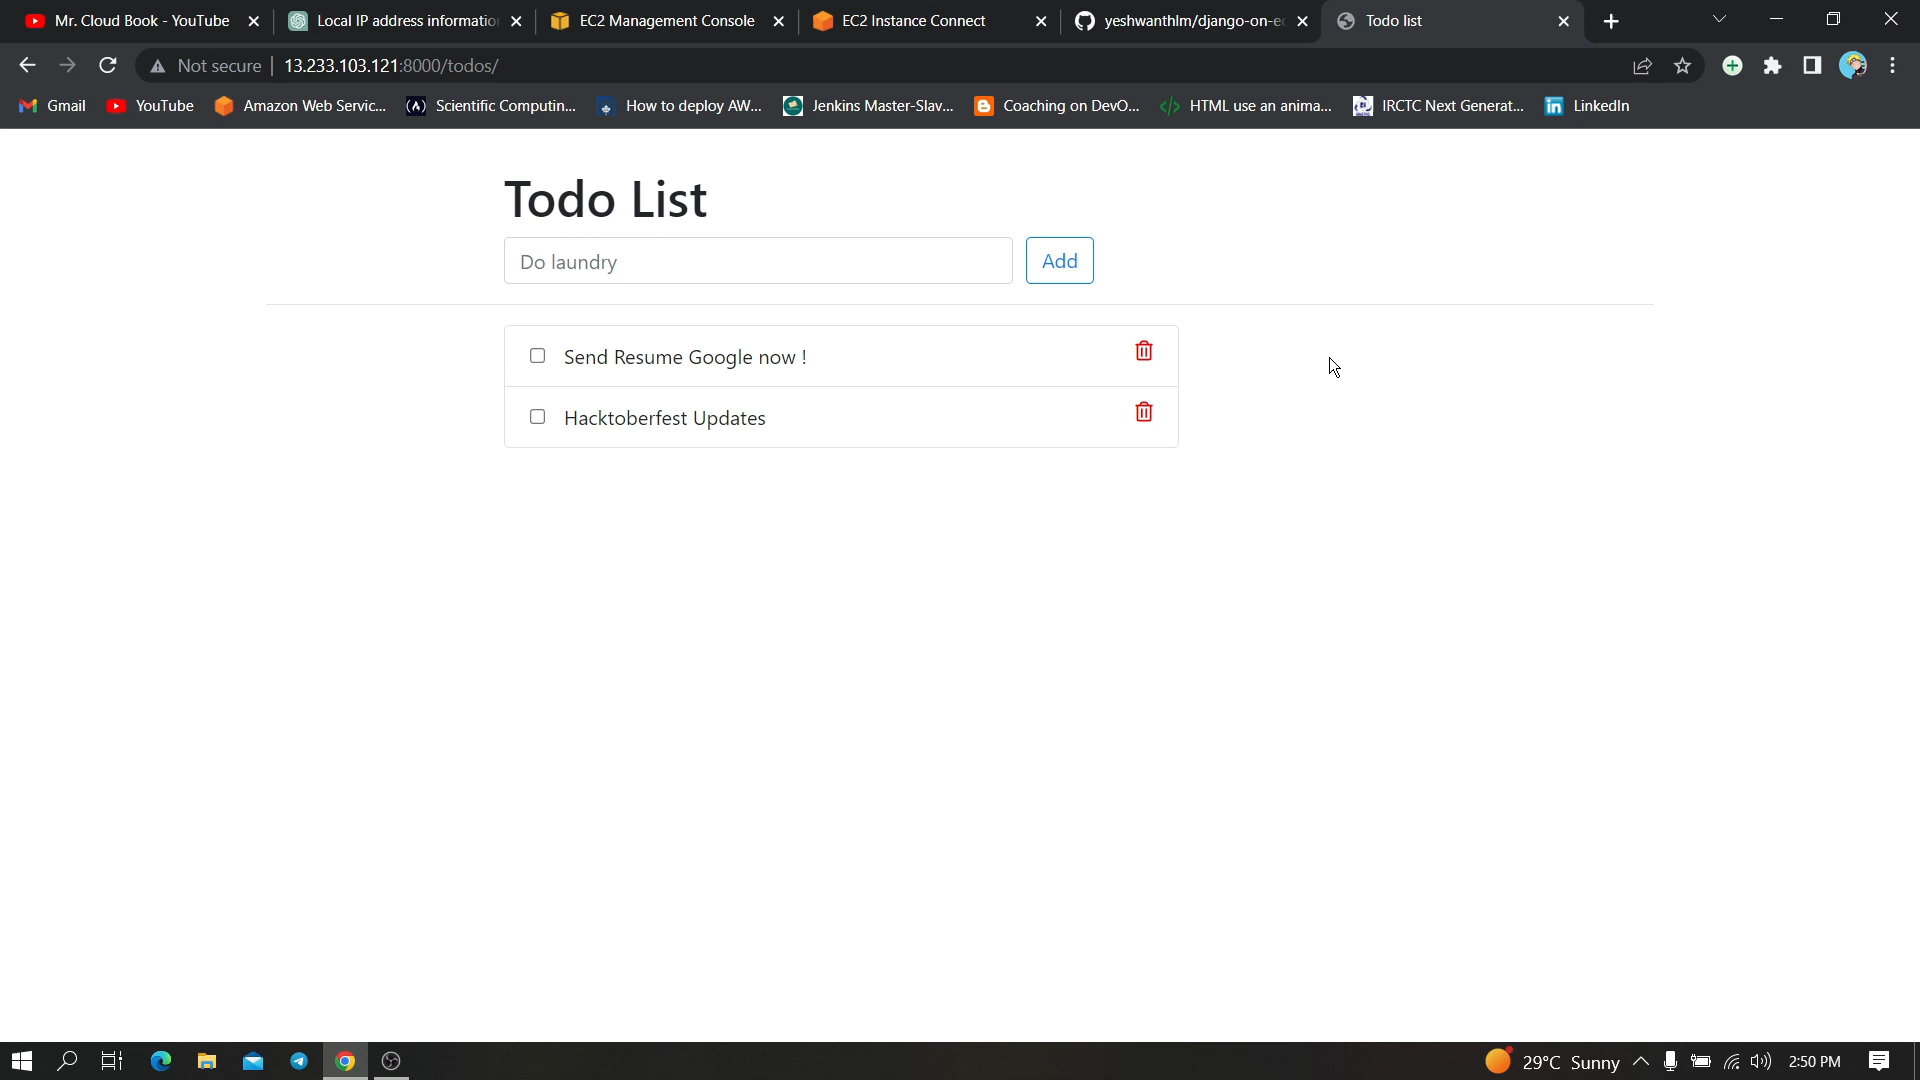 Mr. Cloud Book - YouTube
Local IP address information
EC2 Management Console
EC2 Instance Connect
yeshwanthlm/django-on-ec
Todo list
Not secure
13.233.103.121:8000/todos/
Gmail
YouTube
Amazon Web Servic...
Scientific Computin...
How to deploy AW...
Jenkins Master-Slav...
Coaching on DevO...
HTML use an anima...
IRCTC Next Generat...
LinkedIn
Todo List
Do laundry
Add
Send Resume Google now !
Hacktoberfest Updates
29°C Sunny
2:50 PM